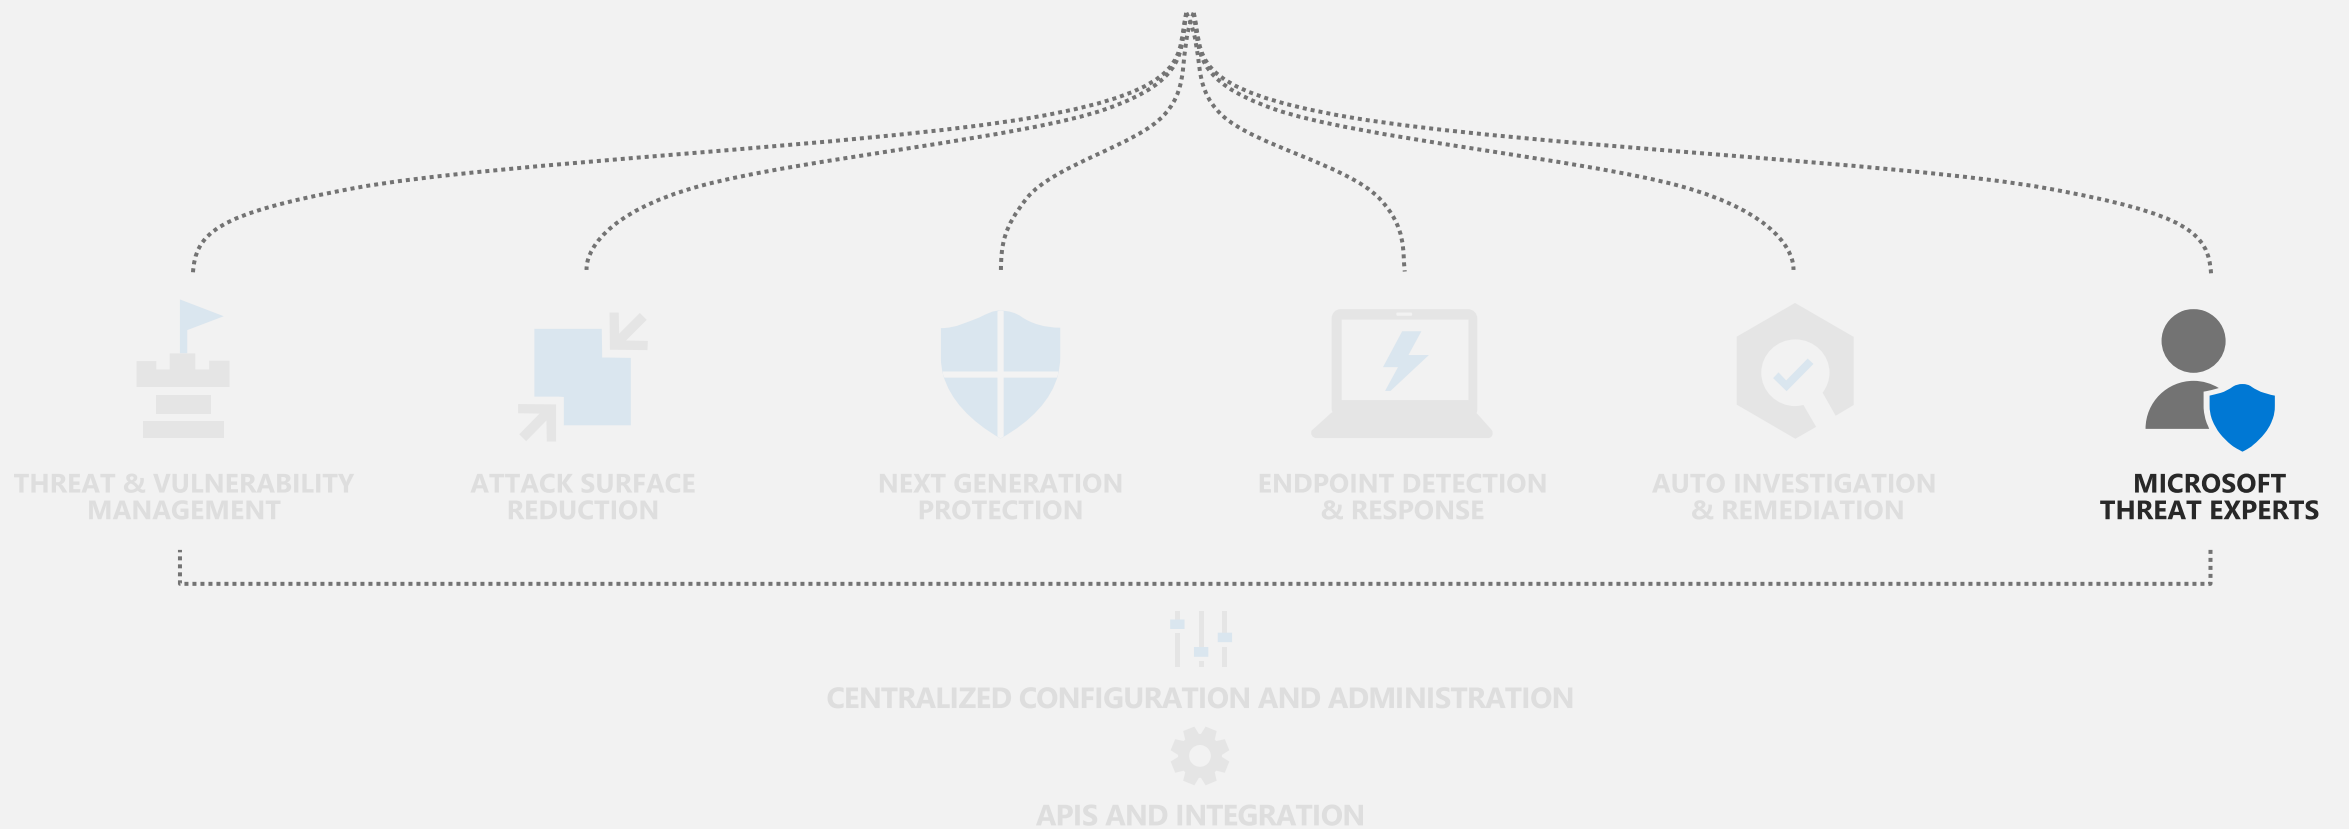 THREAT & VULNERABILITY
MANAGEMENT
ATTACK SURFACE
REDUCTION
NEXT GENERATION
PROTECTION
ENDPOINT DETECTION
& RESPONSE
AUTO INVESTIGATION
& REMEDIATION
MICROSOFT
THREAT EXPERTS
CENTRALIZED CONFIGURATION AND ADMINISTRATION
APIS AND INTEGRATION